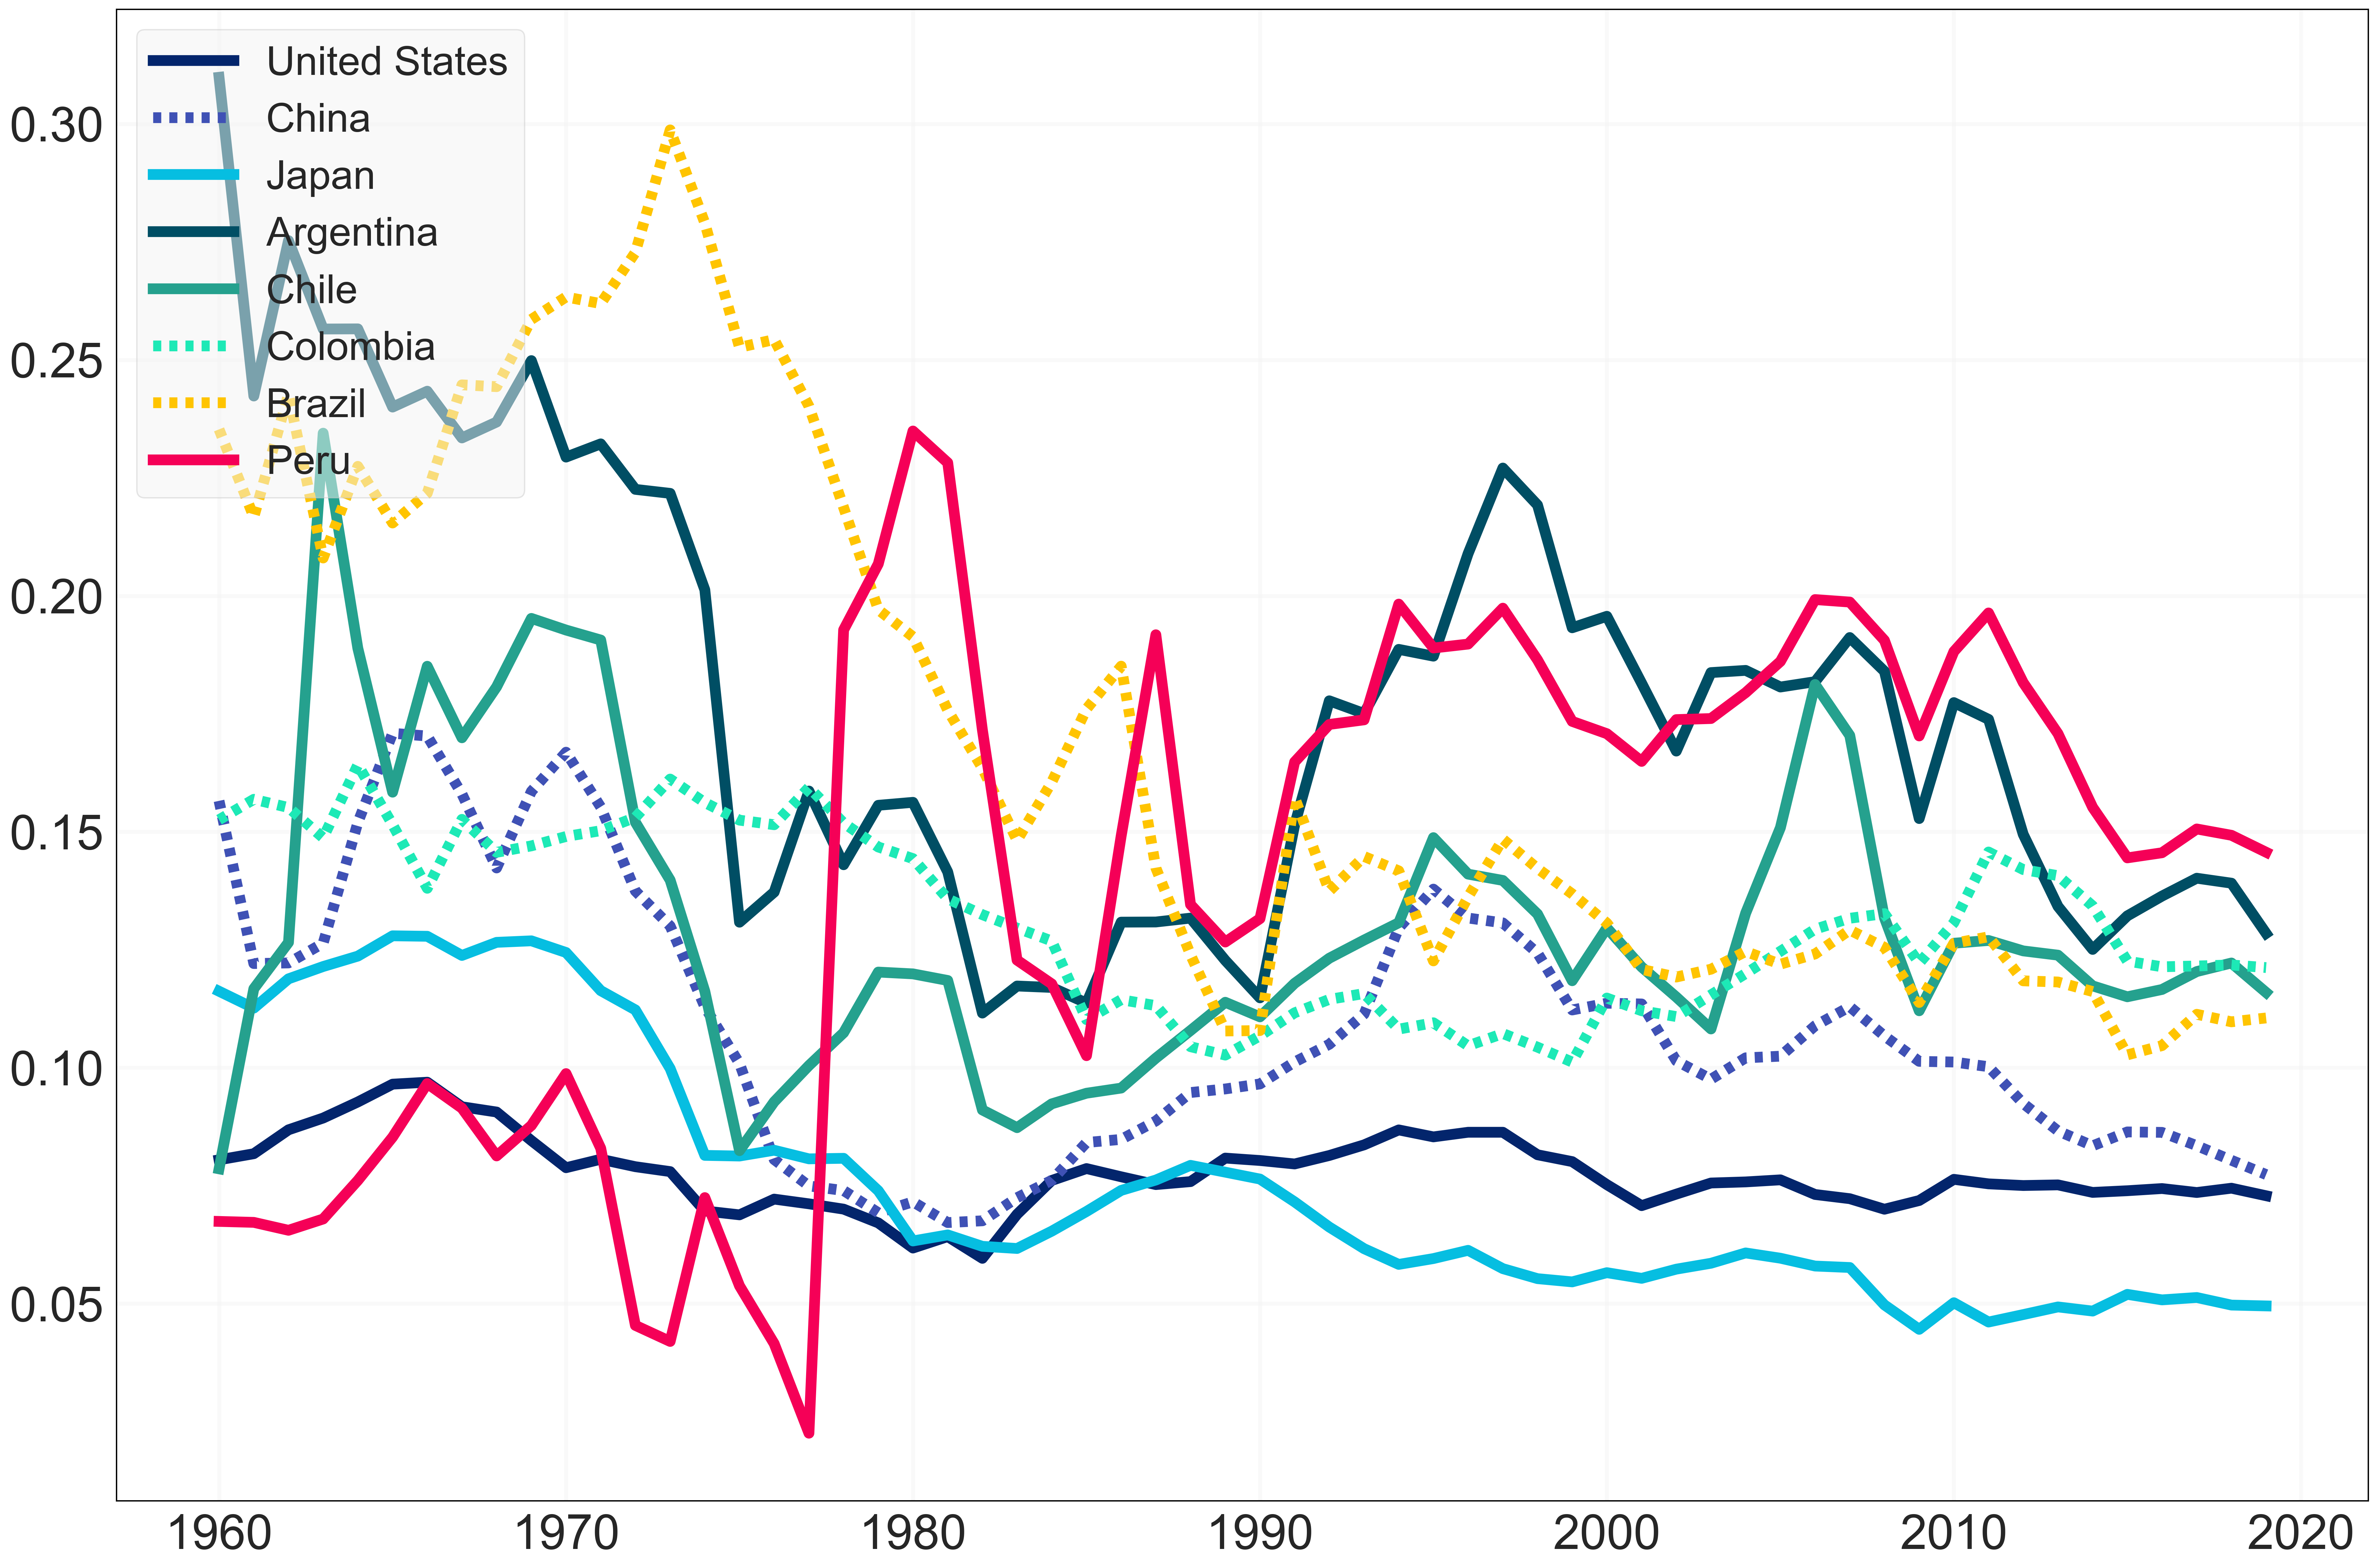 United States
China
Japan
Argentina
Chile
Colombia
Brazil
Peru
0.30
0.25
0.20
0.15
0.10
0.05
1960 1970 1980 1990 2000 2010 2020